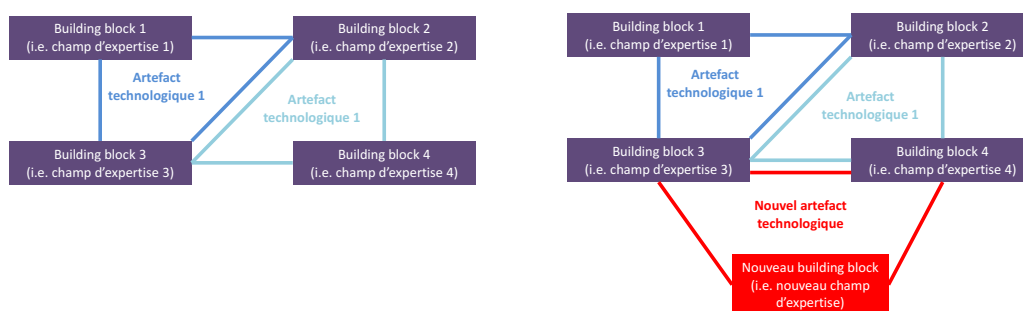 Building block 1
(i.e. champ d'expertise 1)
Building block 2
(i.e. champ d'expertise 2)
Artefact
technologique 1
Artefact
technologique 1
Building block 3
(i.e. champ d'expertise 3)
Building block 4
(i.e. champ d'expertise 4)
Building block 1
(i.e. champ d'expertise 1)
Building block 2
(i.e. champ d'expertise 2)
Artefact
technologique 1
Artefact
technologique 1
Building block 3
(i.e. champ d'expertise 3)
Building block 4
(i.e. champ d'expertise 4)
Nouvel artefact
technologique
Nouveau building block
(i.e. nouveau champ
d'expertise)